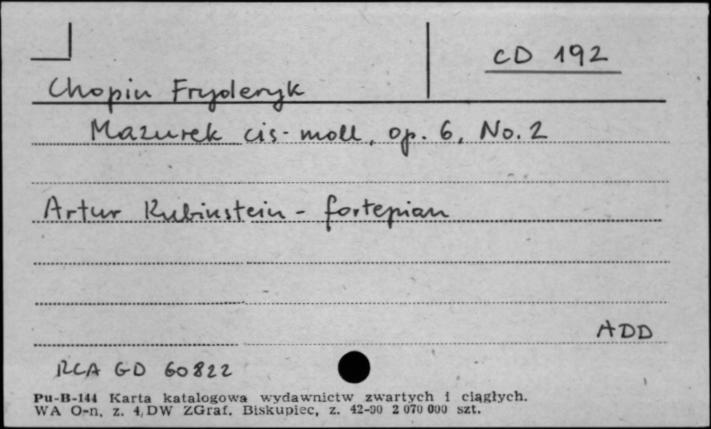 CD 192
Chopin Fryderyk
Mazurek cis-moll, op. 6, No. 2
Artur Rubinstein - fortepian
ADD
RCA GD 60822
Pu-B-144 Karta katalogowa wydawnictw zwartych i ciągłych.
WA O-n, z. 4, DW ZGraf. Biskupiec, z. 42-90 2 070 000 szt.